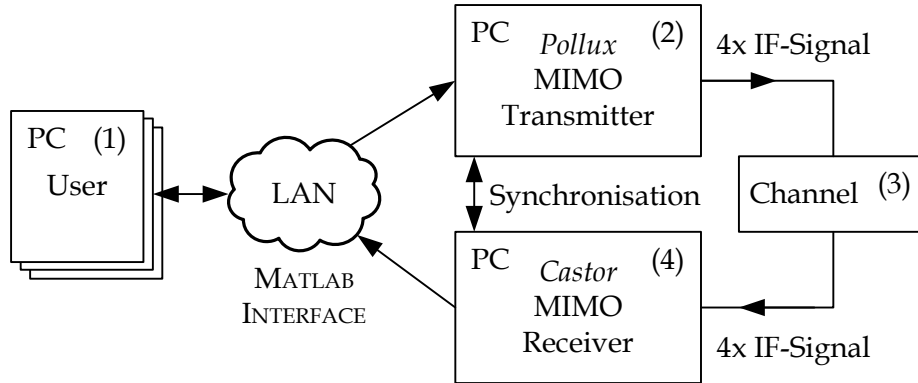 PC (1)
User
LAN
MATLAB
INTERFACE
PC Pollux (2)
MIMO
Transmitter
4x IF-Signal
Synchronisation
Channel (3)
PC Castor (4)
MIMO
Receiver
4x IF-Signal